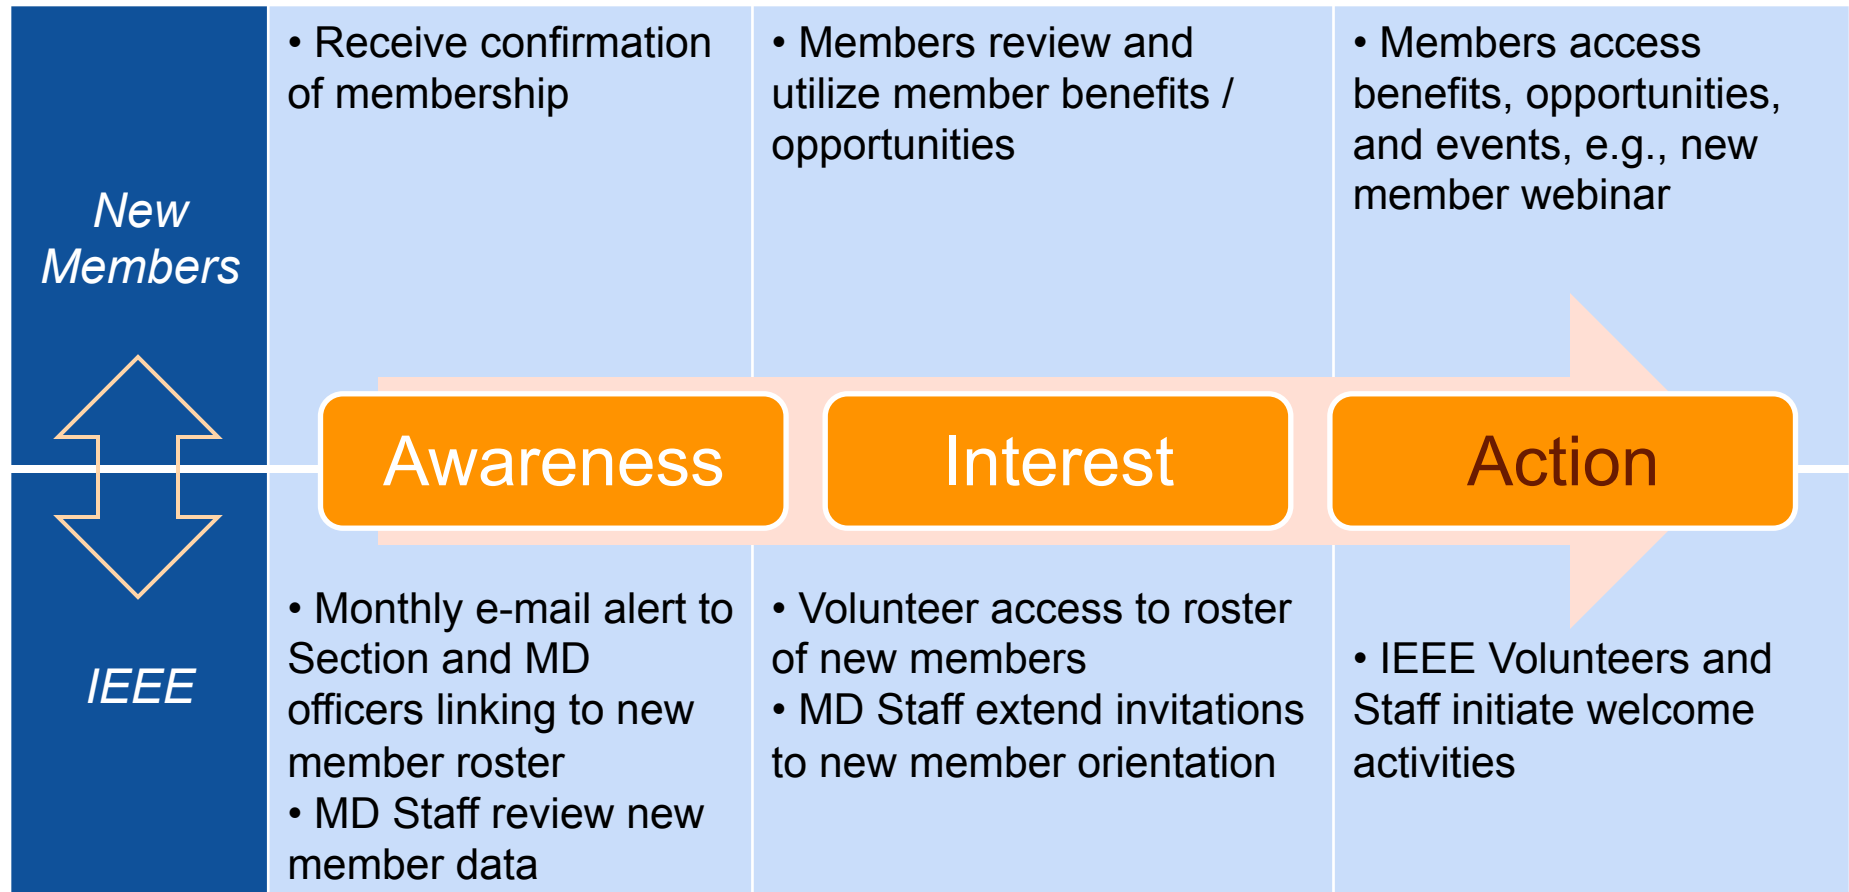 New
Members
• Receive confirmation
of membership
• Members review and
utilize member benefits /
opportunities
• Members access
benefits, opportunities,
and events, e.g., new
member webinar
Awareness
Interest
Action
IEEE
• Monthly e-mail alert to
Section and MD
officers linking to new
member roster
• MD Staff review new
member data
• Volunteer access to roster
of new members
• MD Staff extend invitations
to new member orientation
• IEEE Volunteers and
Staff initiate welcome
activities